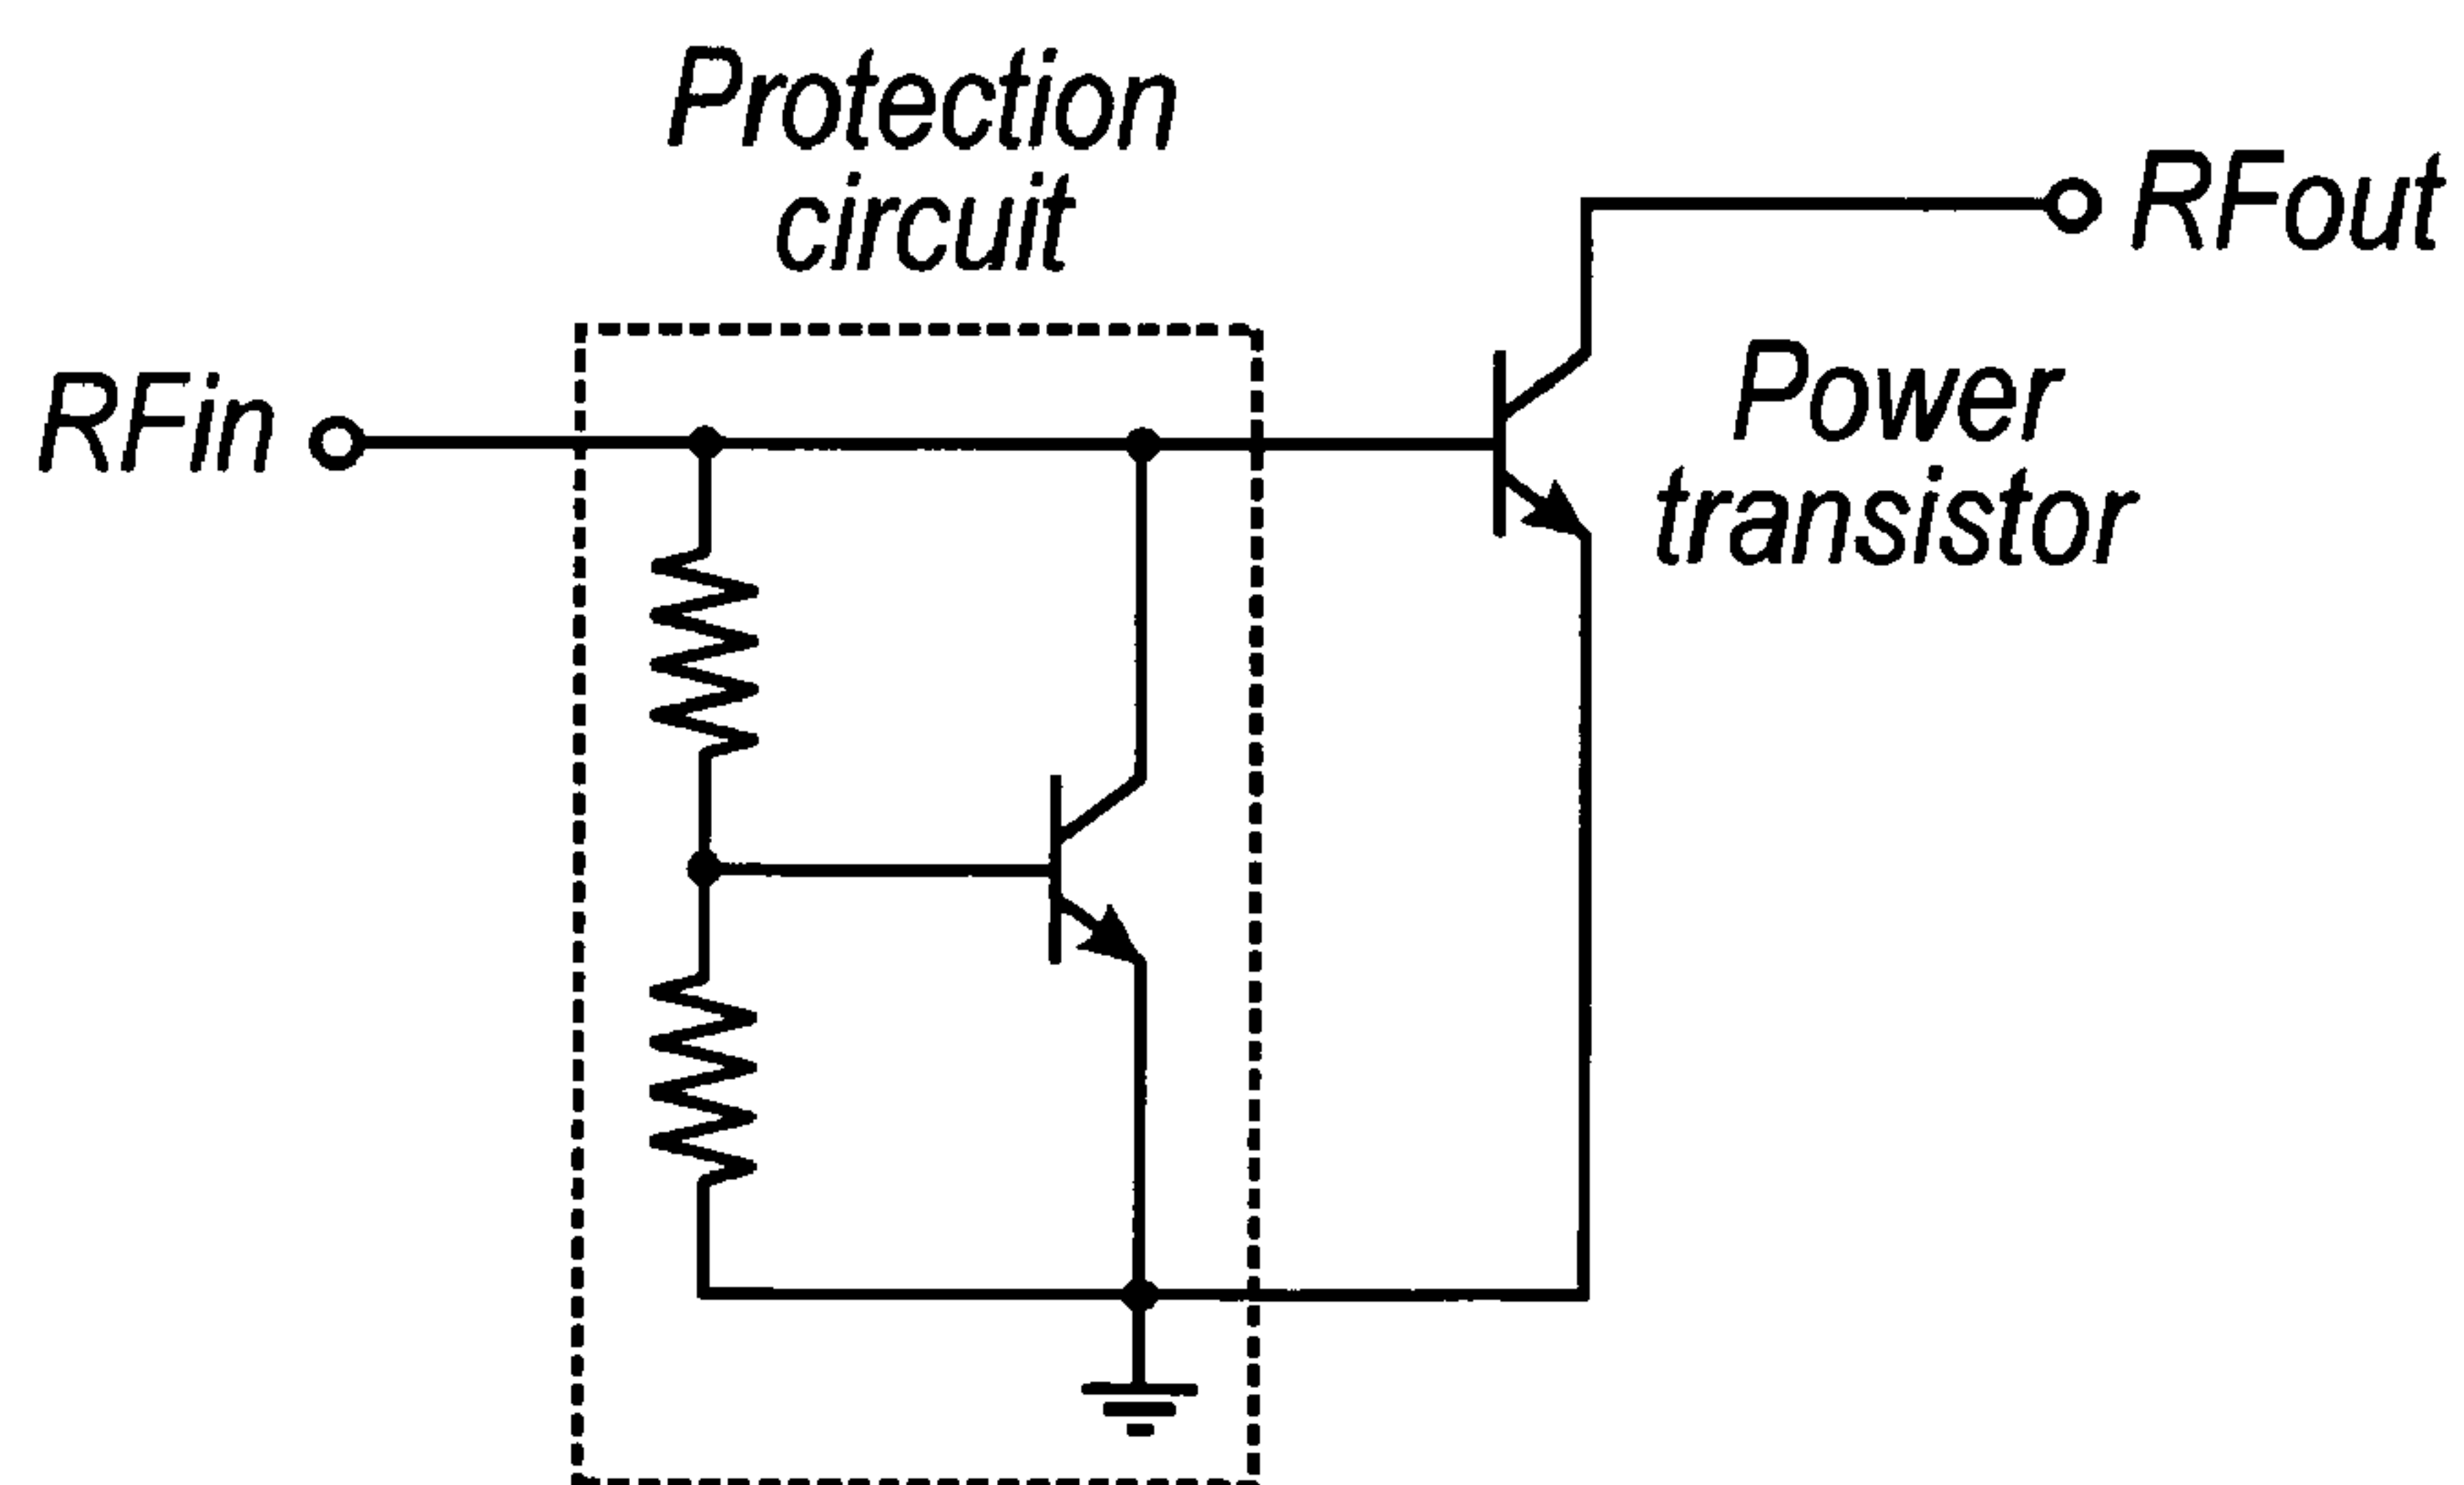 Protection
circuit
RFout
RFin
Power
transistor